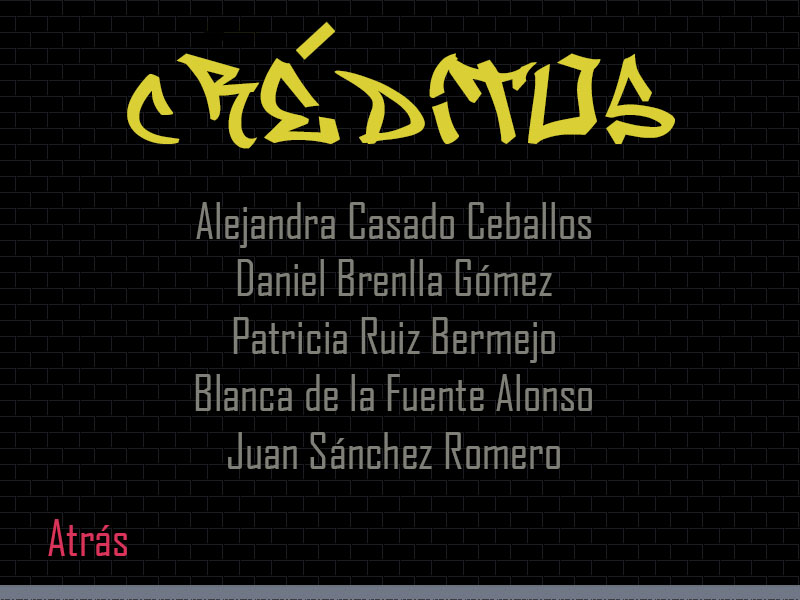 CRÉDITOS
Alejandra Casado Ceballos
Daniel Brenlla Gómez
Patricia Ruiz Bermejo
Blanca de la Fuente Alonso
Juan Sánchez Romero
Atrás